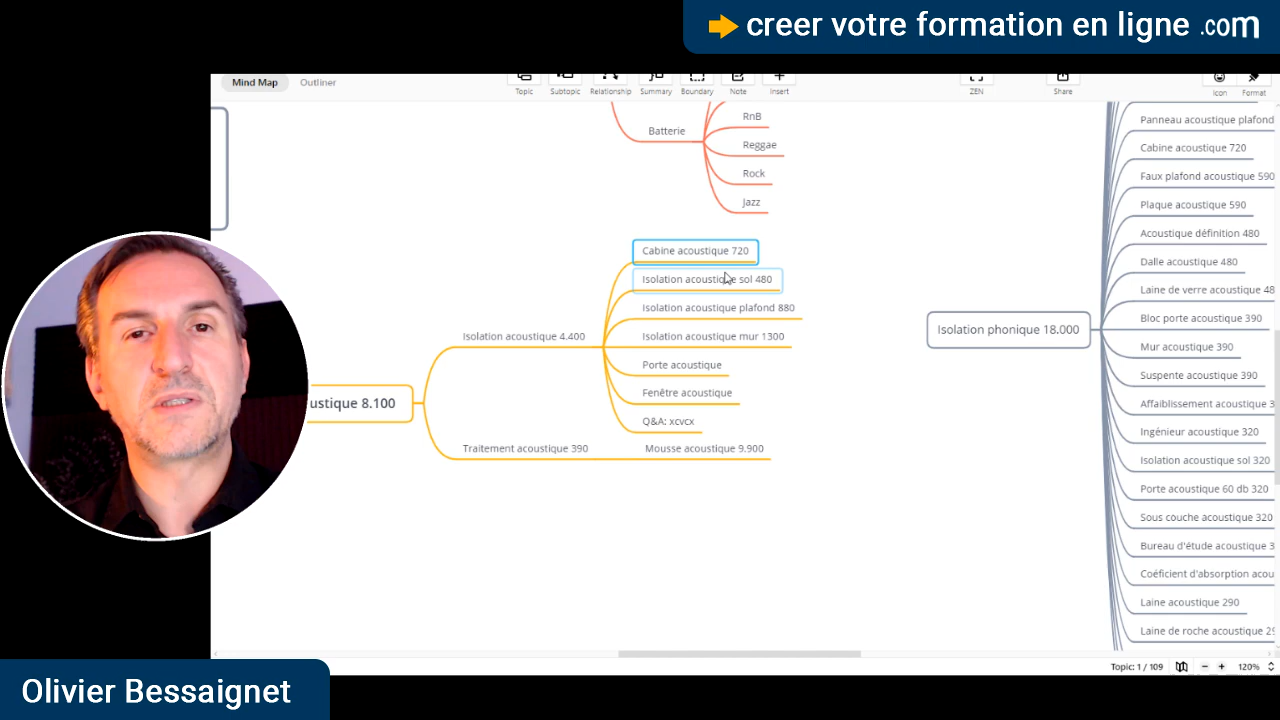 creer votre formation en ligne .com
Mind Map
Outliner
Topic
Subtopic
Relationship
Summary
Boundary
Note
Insert
ZEN
Share
Icon
Format
Batterie
RnB
Reggae
Rock
Jazz
ustique 8.100
Isolation acoustique 4.400
Cabine acoustique 720
Isolation acoustique sol 480
Isolation acoustique plafond 880
Isolation acoustique mur 1300
Porte acoustique
Fenêtre acoustique
Q&A: xcvcx
Traitement acoustique 390
Mousse acoustique 9.900
Isolation phonique 18.000
Panneau acoustique plafond
Cabine acoustique 720
Faux plafond acoustique 590
Plaque acoustique 590
Acoustique définition 480
Dalle acoustique 480
Laine de verre acoustique 48
Bloc porte acoustique 390
Mur acoustique 390
Suspente acoustique 390
Affaiblissement acoustique 3
Ingénieur acoustique 320
Isolation acoustique sol 320
Porte acoustique 60 db 320
Sous couche acoustique 320
Bureau d'étude acoustique 3
Coéficient d'absorption acou
Laine acoustique 290
Laine de roche acoustique 29
Topic: 1 / 109
120%
Olivier Bessaignet